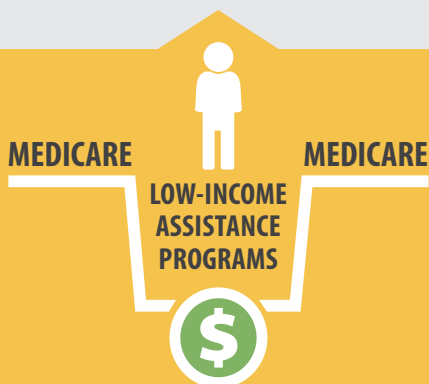 MEDICARE
MEDICARE
LOW-INCOME
ASSISTANCE
PROGRAMS
$